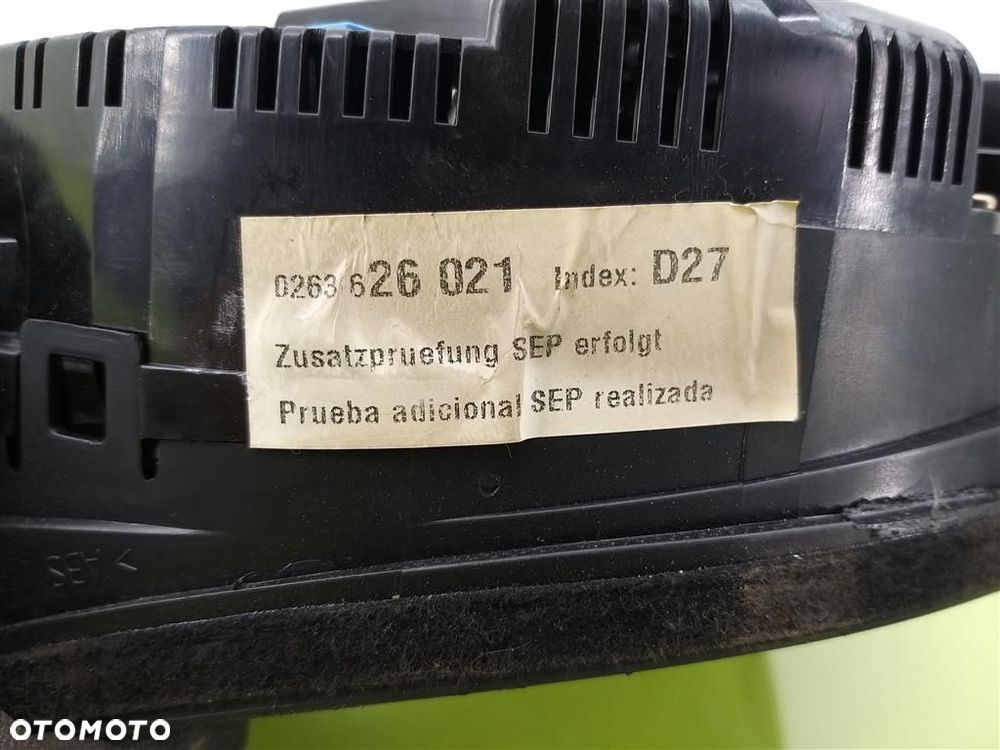 0263 626 021 Index: D27
Zusatzpruefung SEP erfolgt
Prueba adicional SEP realizada
OTOMOTO